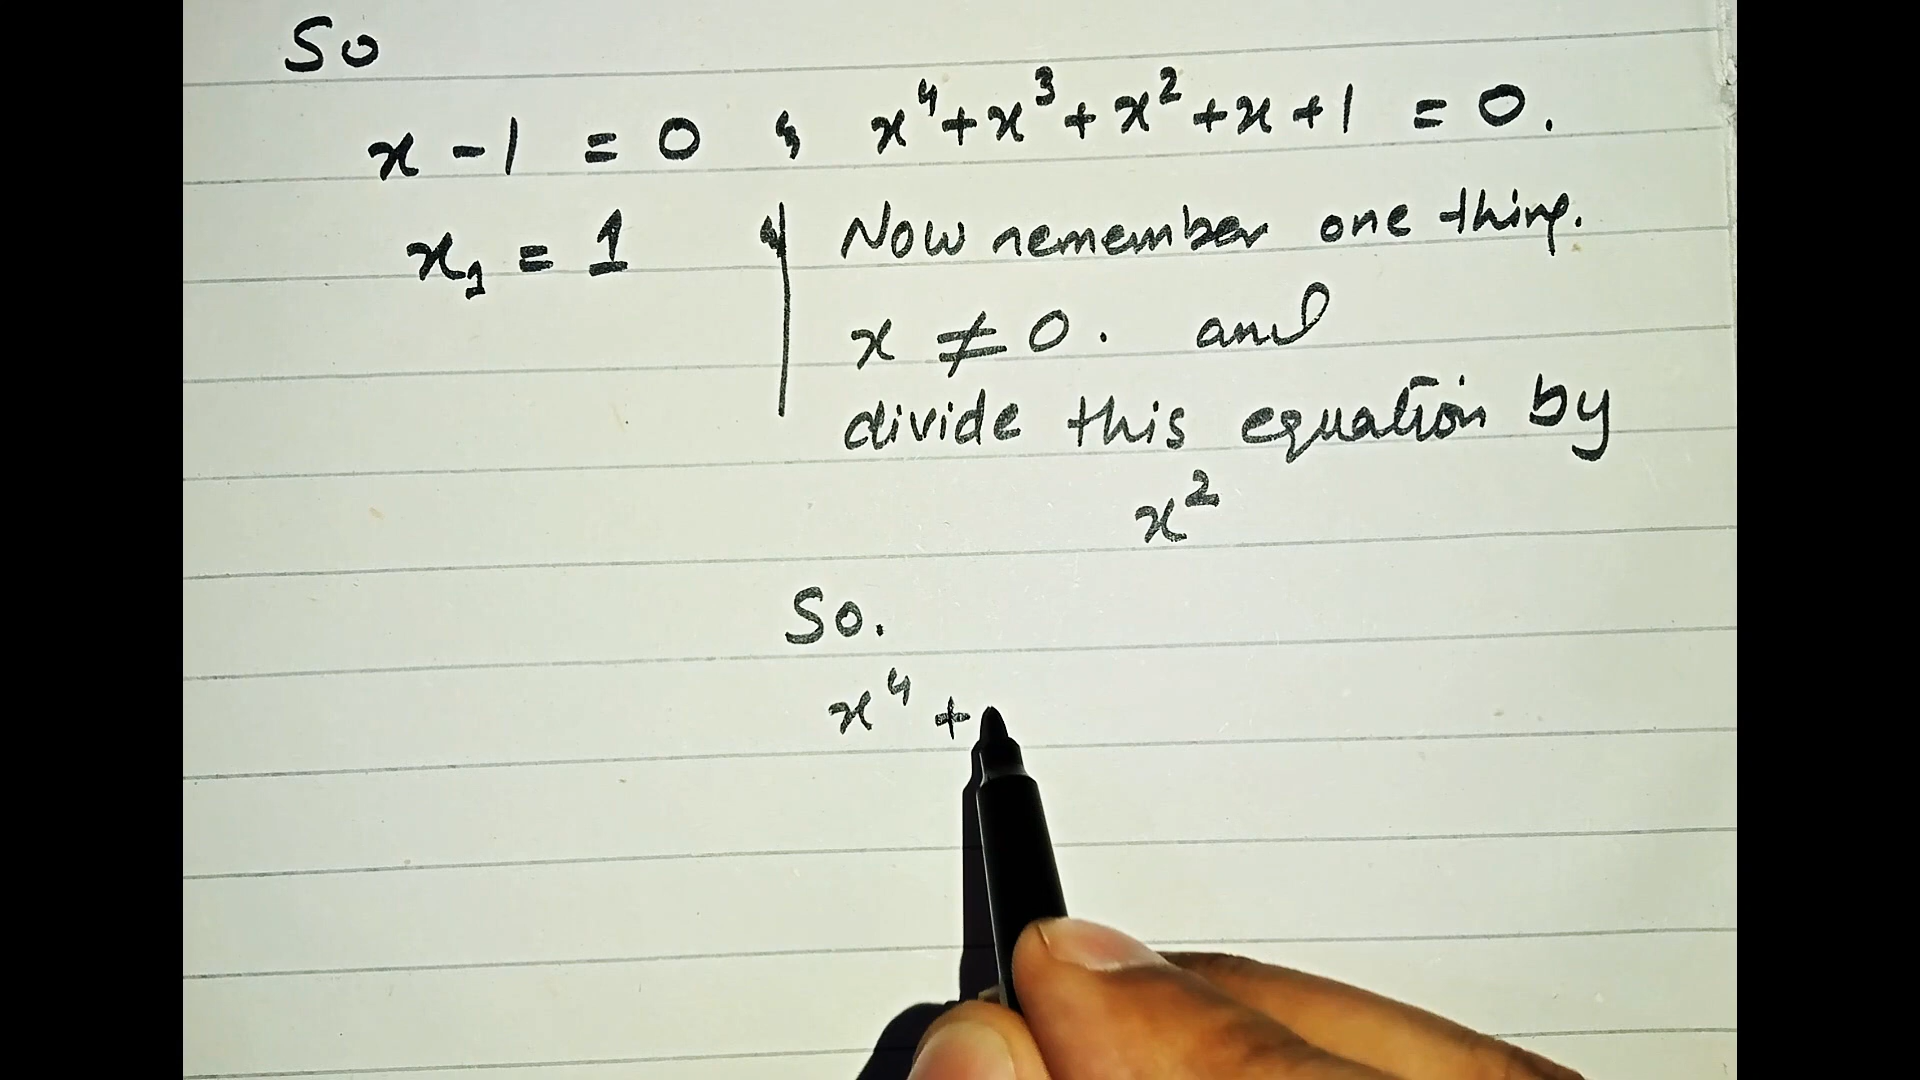 So
x - 1 = 0 & x⁴ + x³ + x² + x + 1 = 0.
x₁ = 1 & Now remember one thing.
x ≠ 0. and
divide this equation by
x²
So.
x⁴ +